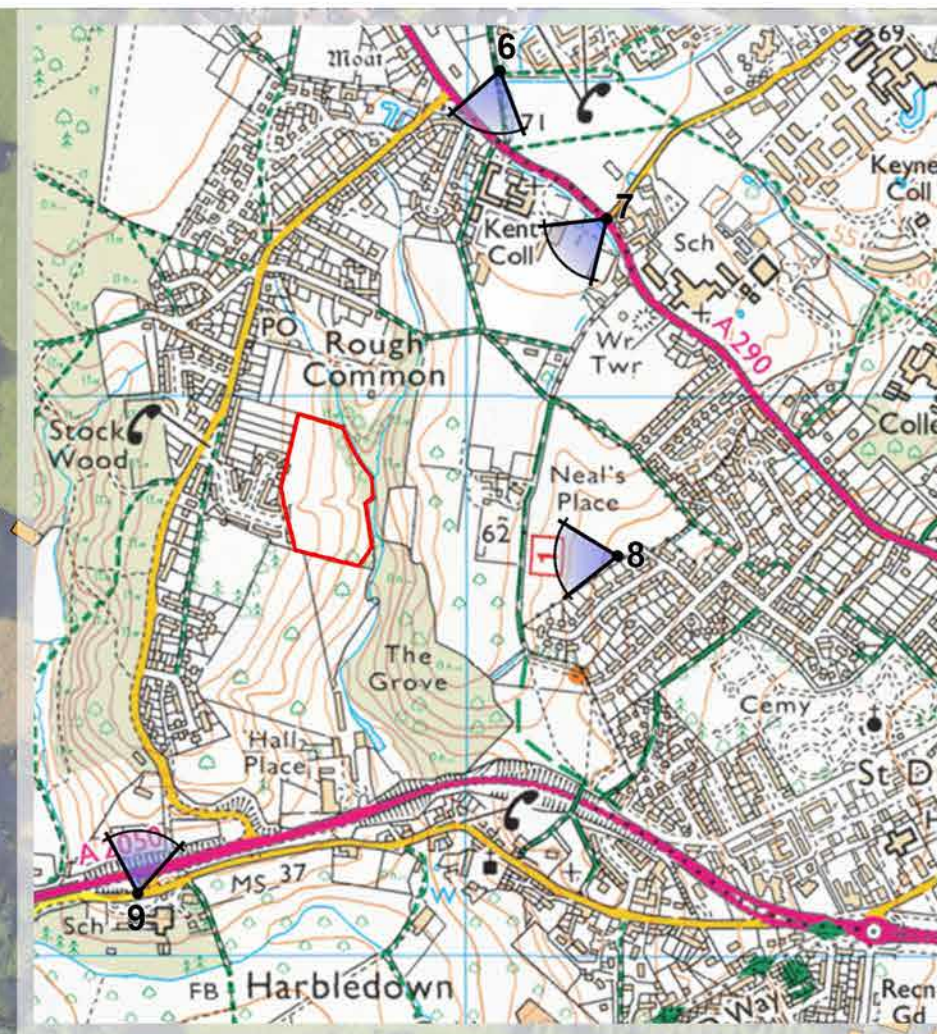 69
6
Moat
71
Keyne
Coll
7
Kent
Coll
Sch
55
60
PO
Rough
Common
Wr
Twr
A290
Colle
Stock
Wood
Neal's
Place
62
1
8
The
Grove
Cemy
Hall
Place
St D
A 2050
MS
37
9
Sch
W
FB
Harbledown
Way
Recn
Gd